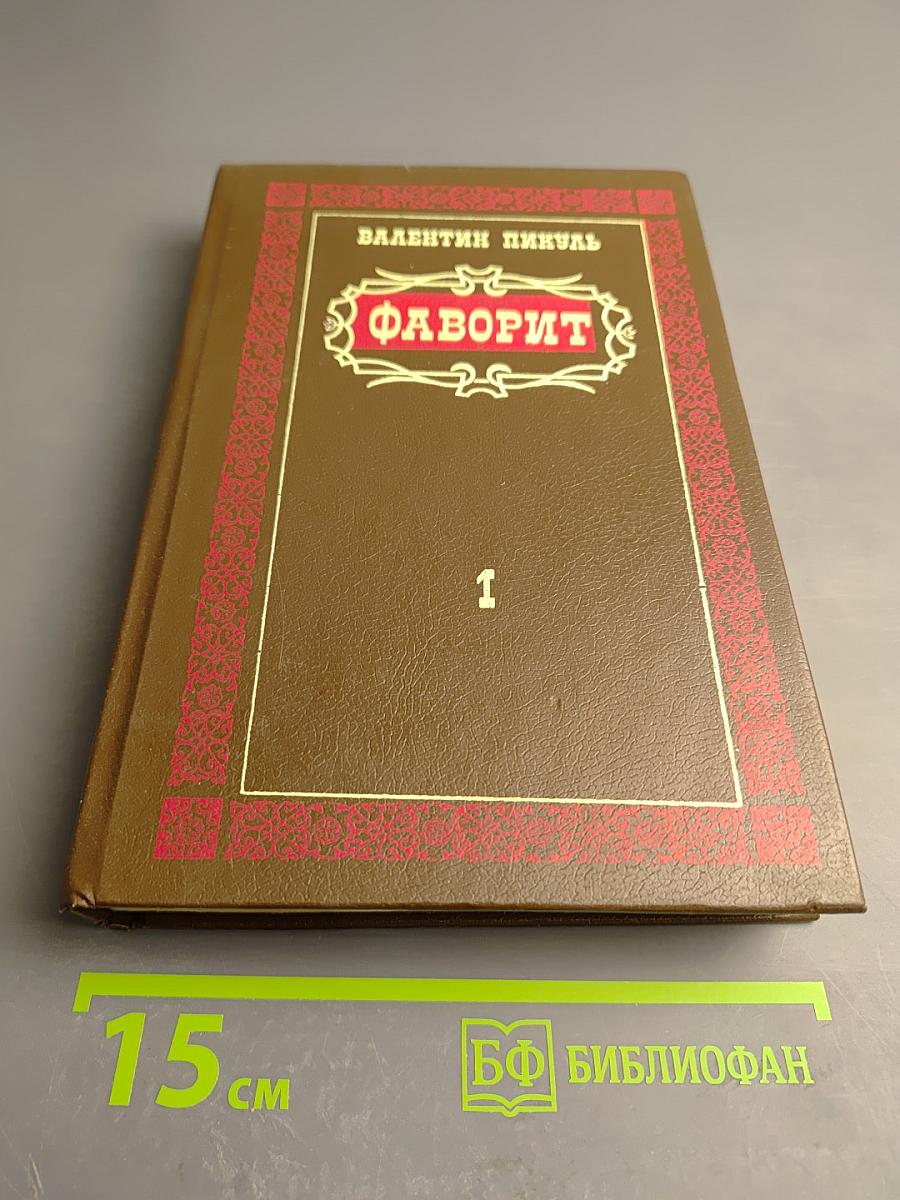 ВАЛЕНТИН ПИКУЛЬ
ФАВОРИТ
1
15 см
БФ БИБЛИОФАН